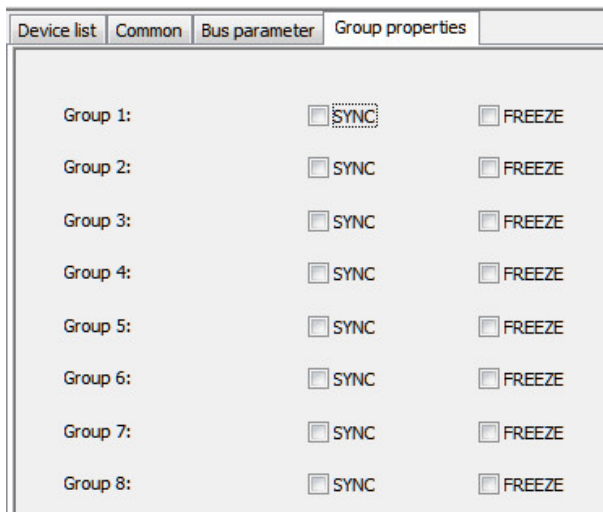 Device list Common Bus parameter Group properties
Group 1: SYNC FREEZE
Group 2: SYNC FREEZE
Group 3: SYNC FREEZE
Group 4: SYNC FREEZE
Group 5: SYNC FREEZE
Group 6: SYNC FREEZE
Group 7: SYNC FREEZE
Group 8: SYNC FREEZE